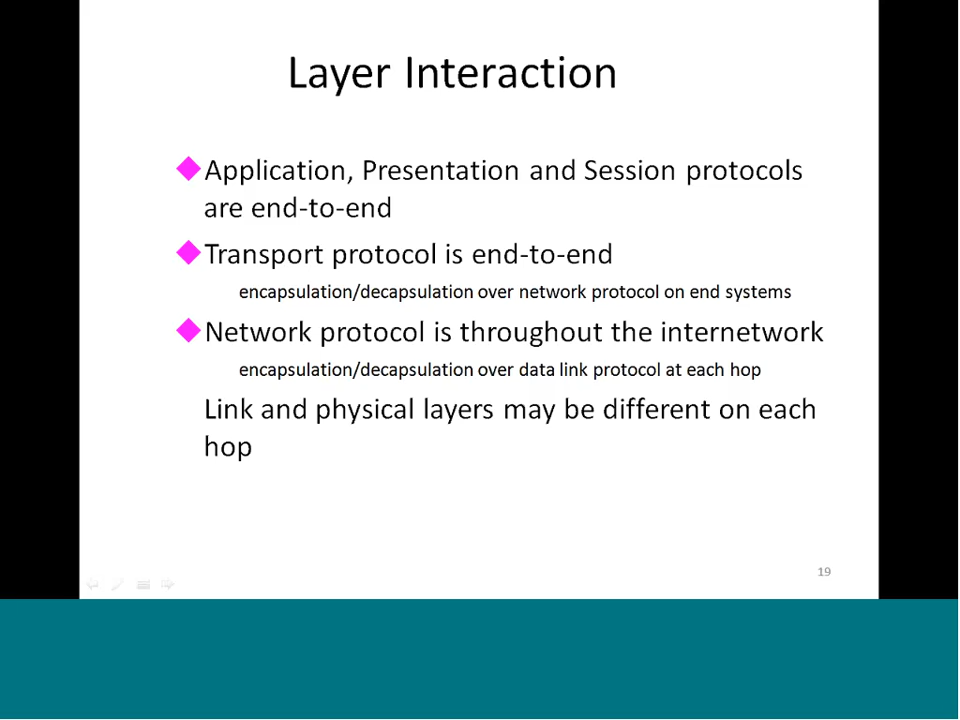 Layer Interaction
Application, Presentation and Session protocols
are end-to-end
Transport protocol is end-to-end
encapsulation/decapsulation over network protocol on end systems
Network protocol is throughout the internetwork
encapsulation/decapsulation over data link protocol at each hop
Link and physical layers may be different on each
hop
19